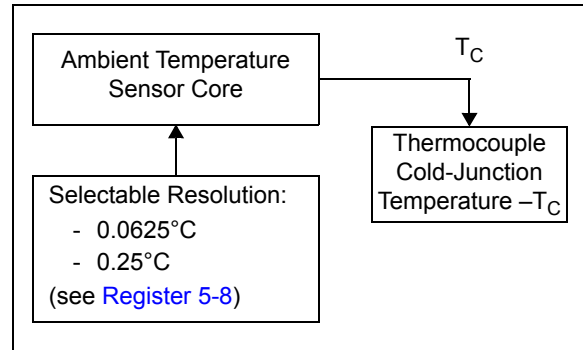 Ambient Temperature
Sensor Core
T_C
Thermocouple
Cold-Junction
Temperature –T_C
Selectable Resolution:
- 0.0625°C
- 0.25°C
(see Register 5-8)